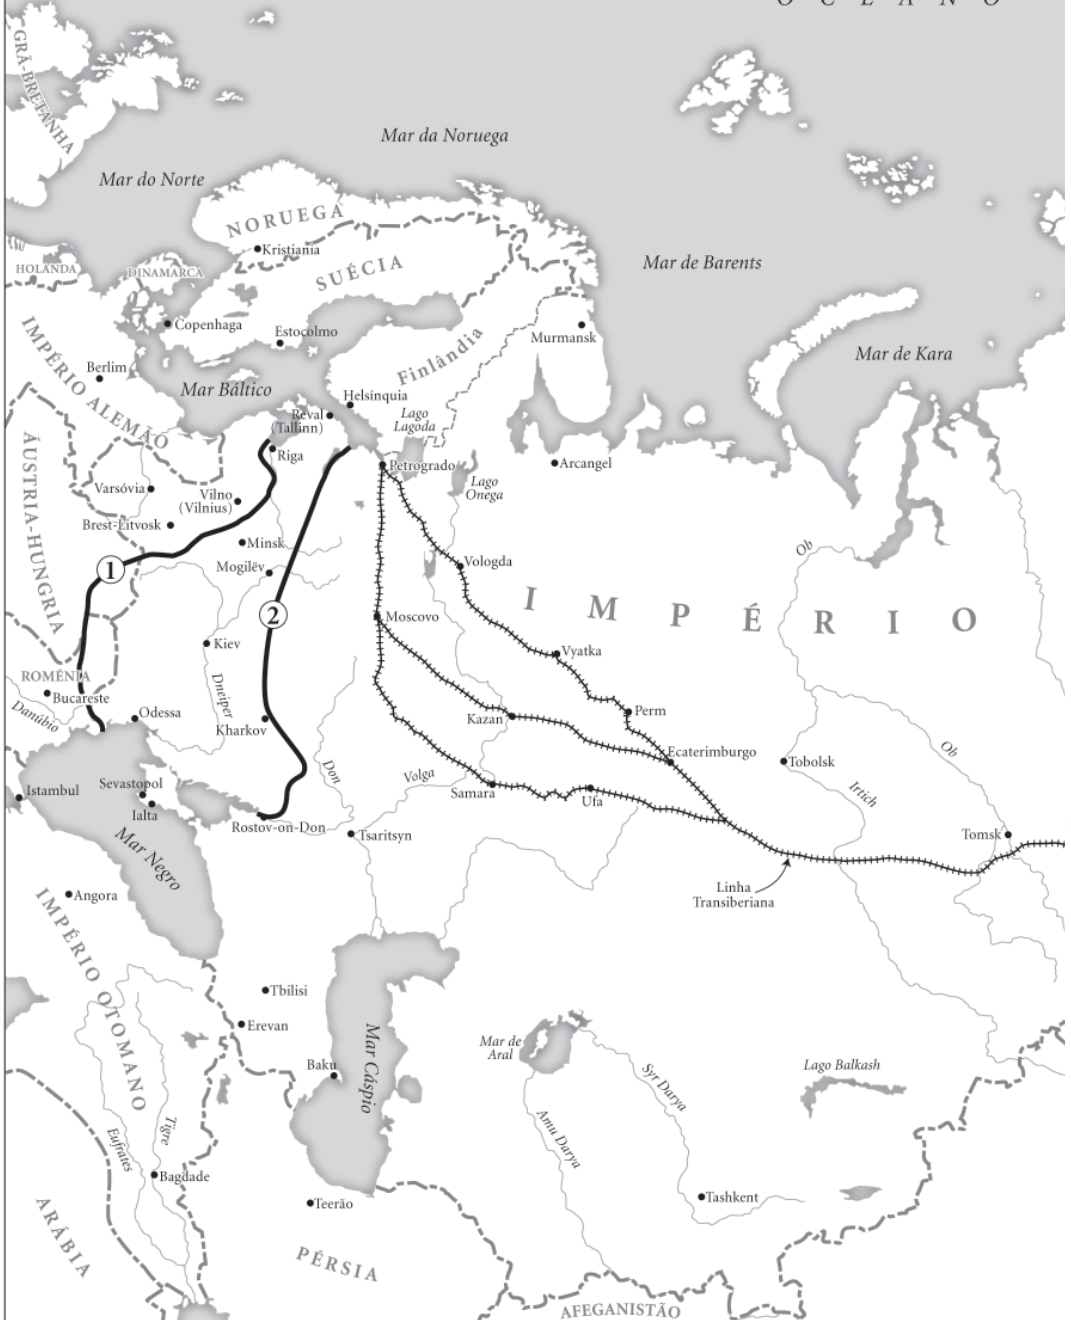 O C E A N O
GRÃ-BRETANHA
Mar da Noruega
Mar do Norte
NORUEGA
Kristiania
HOLANDA
DINAMARCA
SUÉCIA
Mar de Barents
Copenhaga
Estocolmo
Murmansk
Mar de Kara
IMPÉRIO ALEMÃO
Berlim
Mar Báltico
Finlândia
Helsínquia
Reval
(Tallinn)
Lago
Lagoda
Riga
Petrogrado
Arcangel
Lago
Onega
ÁUSTRIA-HUNGRIA
Varsóvia
Vilno
(Vilnius)
Brest-Litvosk
Minsk
Mogilëv
1
2
Ob
Vologda
I M P É R I O
Moscovo
Kiev
Vyatka
ROMÉNIA
Bucareste
Danúbio
Dneiper
Odessa
Kharkov
Kazan
Perm
Ecaterimburgo
Tobolsk
Ob
Irtich
Don
Volga
Samara
Ufa
Istambul
Sevastopol
Ialta
Rostov-on-Don
Tsaritsyn
Tomsk
Mar Negro
Linha
Transiberiana
Angora
IMPÉRIO OTOMANO
Tbilisi
Erevan
Baku
Mar Cáspio
Mar de
Aral
Syr Darya
Amu Darya
Lago Balkash
Eufrates
Tigre
Bagdade
Teerão
Tashkent
ARÁBIA
PÉRSIA
AFEGANISTÃO